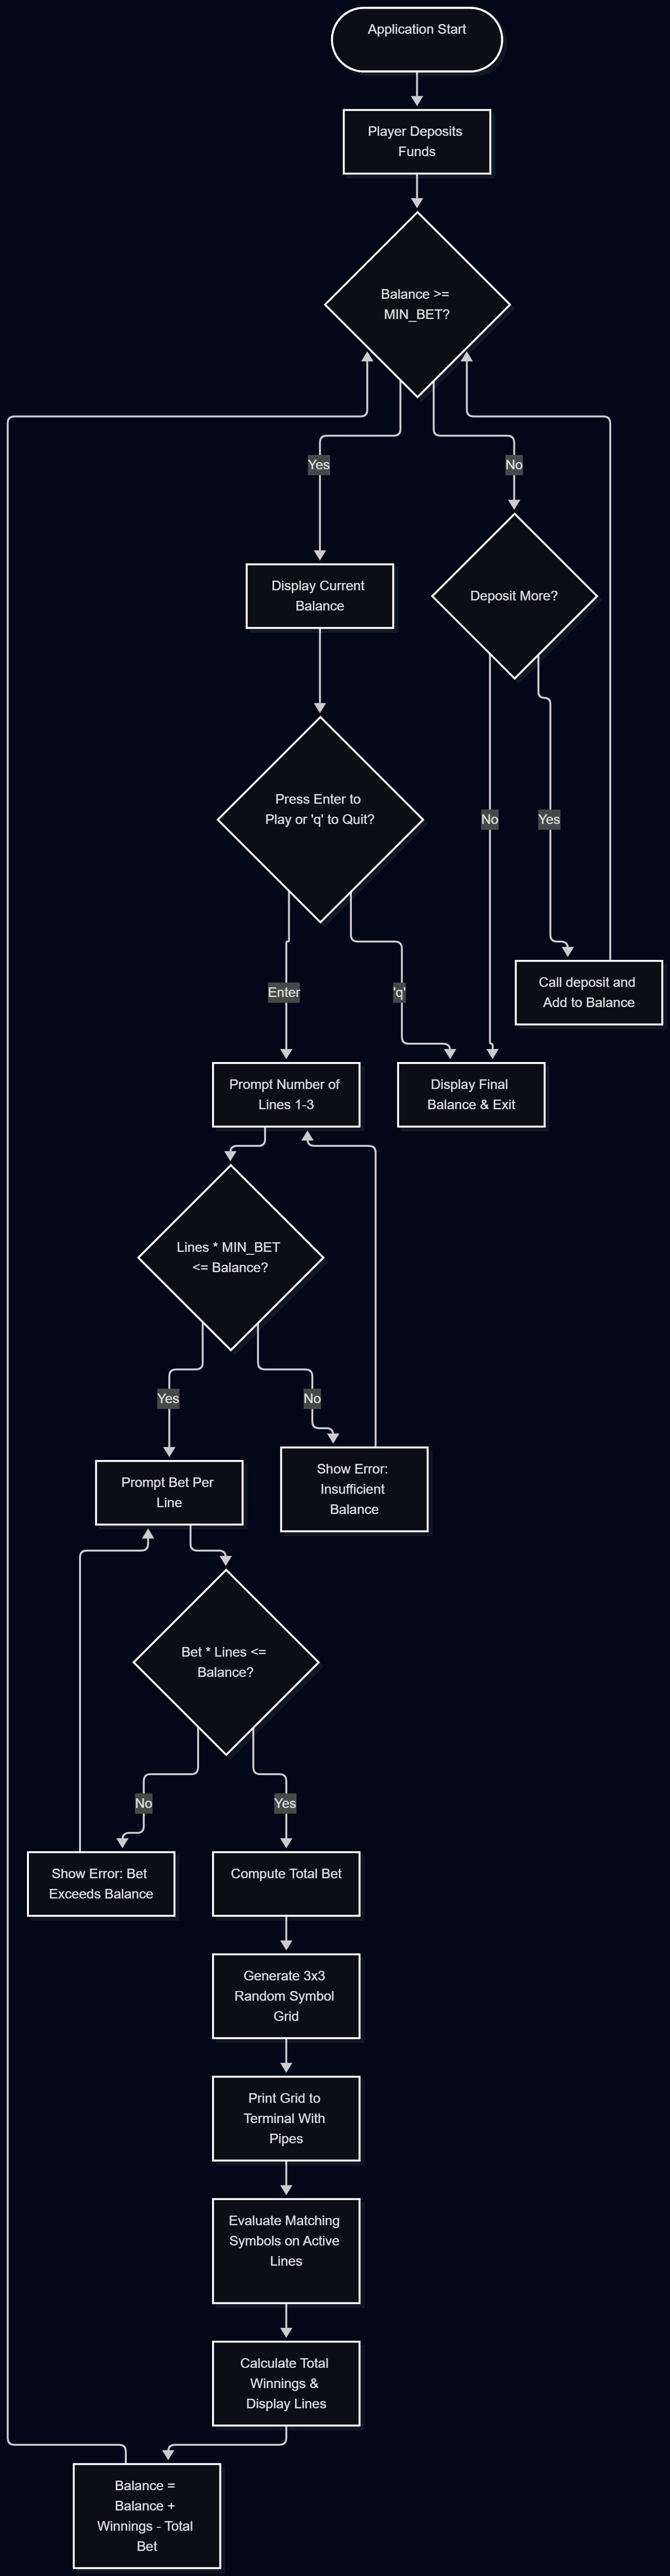 Application Start
Player Deposits
Funds
Balance >=
MIN_BET?
Yes
No
Display Current
Balance
Deposit More?
Press Enter to
Play or 'q' to Quit?
No
Yes
Enter
'q'
Call deposit and
Add to Balance
Prompt Number of
Lines 1-3
Display Final
Balance & Exit
Lines * MIN_BET
<= Balance?
Yes
No
Prompt Bet Per
Line
Show Error:
Insufficient
Balance
Bet * Lines <=
Balance?
No
Yes
Show Error: Bet
Exceeds Balance
Compute Total Bet
Generate 3x3
Random Symbol
Grid
Print Grid to
Terminal With
Pipes
Evaluate Matching
Symbols on Active
Lines
Calculate Total
Winnings &
Display Lines
Balance =
Balance +
Winnings - Total
Bet